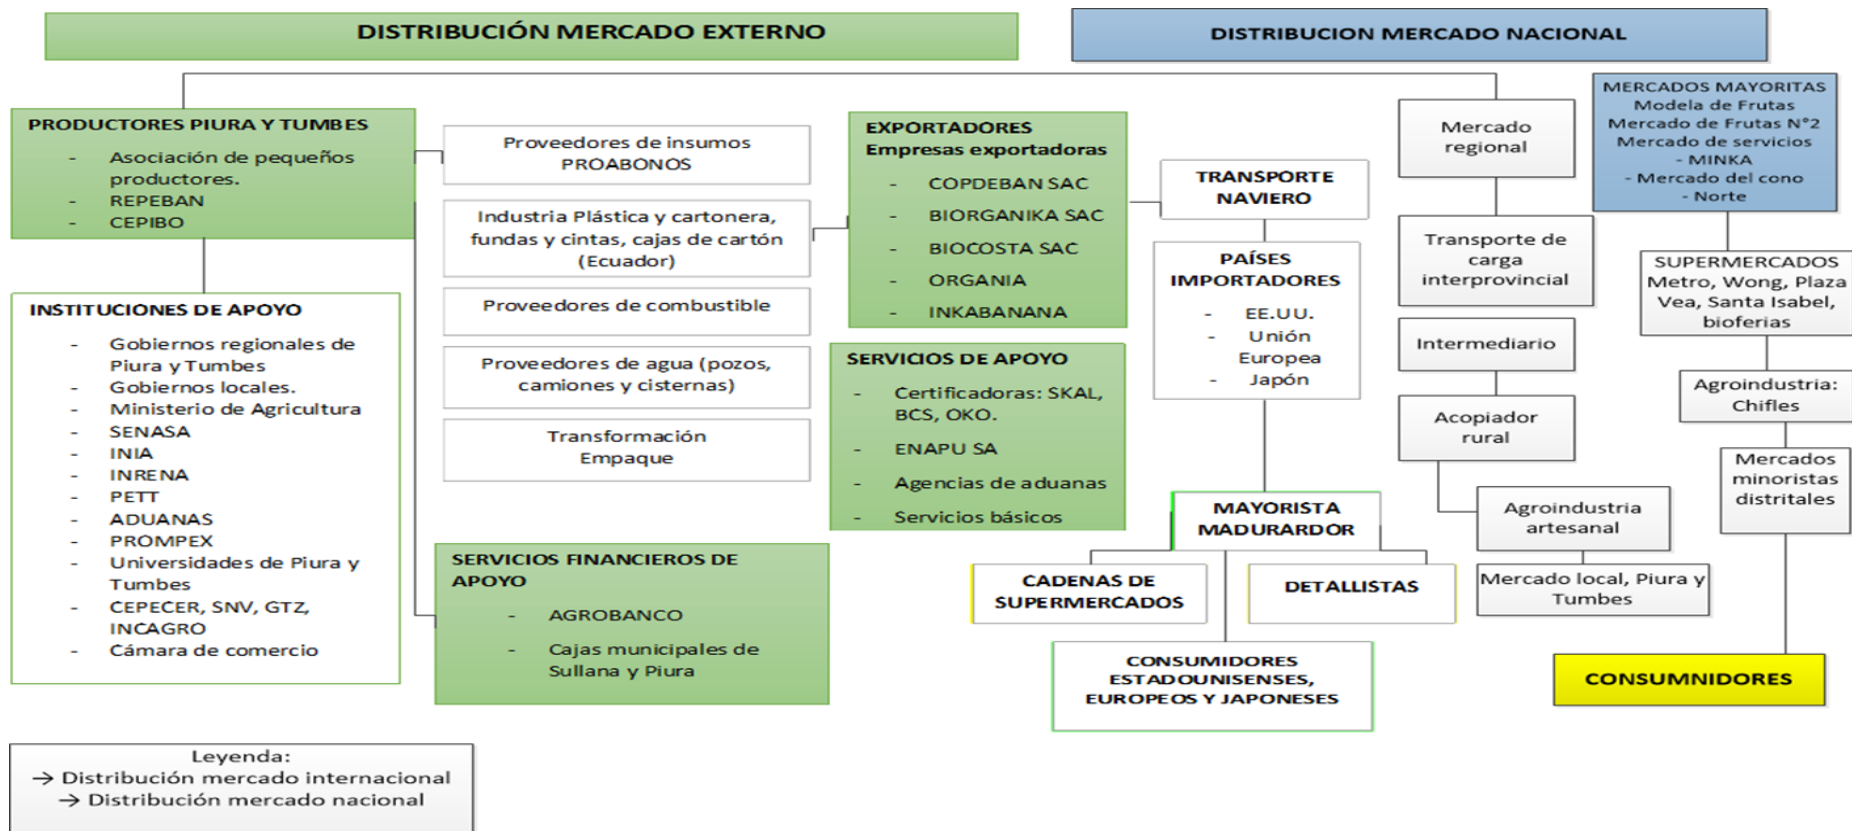 DISTRIBUCIÓN MERCADO EXTERNO
DISTRIBUCION MERCADO NACIONAL
PRODUCTORES PIURA Y TUMBES
- Asociación de pequeños
productores.
- REPEBAN
- CEPIBO
INSTITUCIONES DE APOYO
- Gobiernos regionales de
Piura y Tumbes
- Gobiernos locales.
- Ministerio de Agricultura
- SENASA
- INIA
- INRENA
- PETT
- ADUANAS
- PROMPEX
- Universidades de Piura y
Tumbes
- CEPECER, SNV, GTZ,
INCAGRO
- Cámara de comercio
Proveedores de insumos
PROABONOS
Industria Plástica y cartonera,
fundas y cintas, cajas de cartón
(Ecuador)
Proveedores de combustible
Proveedores de agua (pozos,
camiones y cisternas)
Transformación
Empaque
SERVICIOS FINANCIEROS DE
APOYO
- AGROBANCO
- Cajas municipales de
Sullana y Piura
EXPORTADORES
Empresas exportadoras
- COPDEBAN SAC
- BIORGANIKA SAC
- BIOCOSTA SAC
- ORGANIA
- INKABANANA
SERVICIOS DE APOYO
- Certificadoras: SKAL,
BCS, OKO.
- ENAPU SA
- Agencias de aduanas
- Servicios básicos
TRANSPORTE
NAVIERO
PAÍSES
IMPORTADORES
- EE.UU.
- Unión
Europea
- Japón
MAYORISTA
MADURARDOR
CADENAS DE
SUPERMERCADOS
DETALLISTAS
CONSUMIDORES
ESTADOUNISENSES,
EUROPEOS Y JAPONESES
Mercado
regional
Transporte de
carga
interprovincial
Intermediario
Acopiador
rural
Agroindustria
artesanal
Mercado local, Piura y
Tumbes
MERCADOS MAYORITAS
Modela de Frutas
Mercado de Frutas N°2
Mercado de servicios
- MINKA
- Mercado del cono
- Norte
SUPERMERCADOS
Metro, Wong, Plaza
Vea, Santa Isabel,
bioferias
Agroindustria:
Chifles
Mercados
minoristas
distritales
CONSUMNIDORES
Leyenda:
→ Distribución mercado internacional
→ Distribución mercado nacional